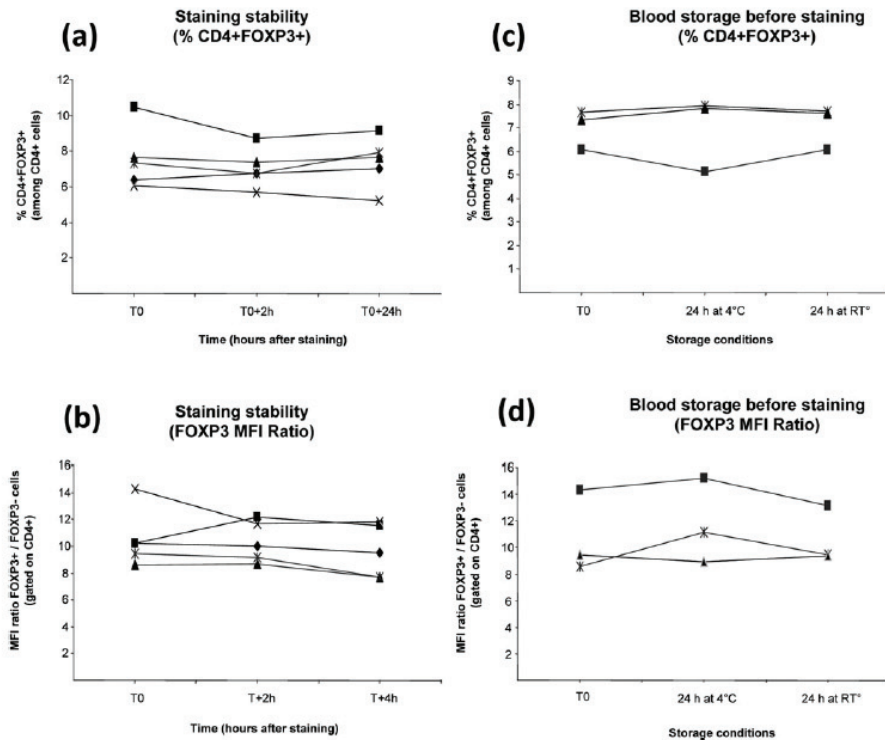 (a)
Staining stability
(% CD4+FOXP3+)
% CD4+FOXP3+
(among CD4+ cells)
12
10
8
6
4
2
T0
T0+2h
T0+24h
Time (hours after staining)
(c)
Blood storage before staining
(% CD4+FOXP3+)
% CD4+FOXP3+
(among CD4+ cells)
9
8
7
6
5
4
3
2
1
T0
24 h at 4°C
24 h at RT°
Storage conditions
(b)
Staining stability
(FOXP3 MFI Ratio)
MFI ratio FOXP3+ / FOXP3- cells
(gated on CD4+)
16
14
12
10
8
6
4
2
T0
T+2h
T+4h
Time (hours after staining)
(d)
Blood storage before staining
(FOXP3 MFI Ratio)
MFI ratio FOXP3+ / FOXP3- cells
(gated on CD4+)
16
14
12
10
8
6
4
2
T0
24 h at 4°C
24 h at RT°
Storage conditions